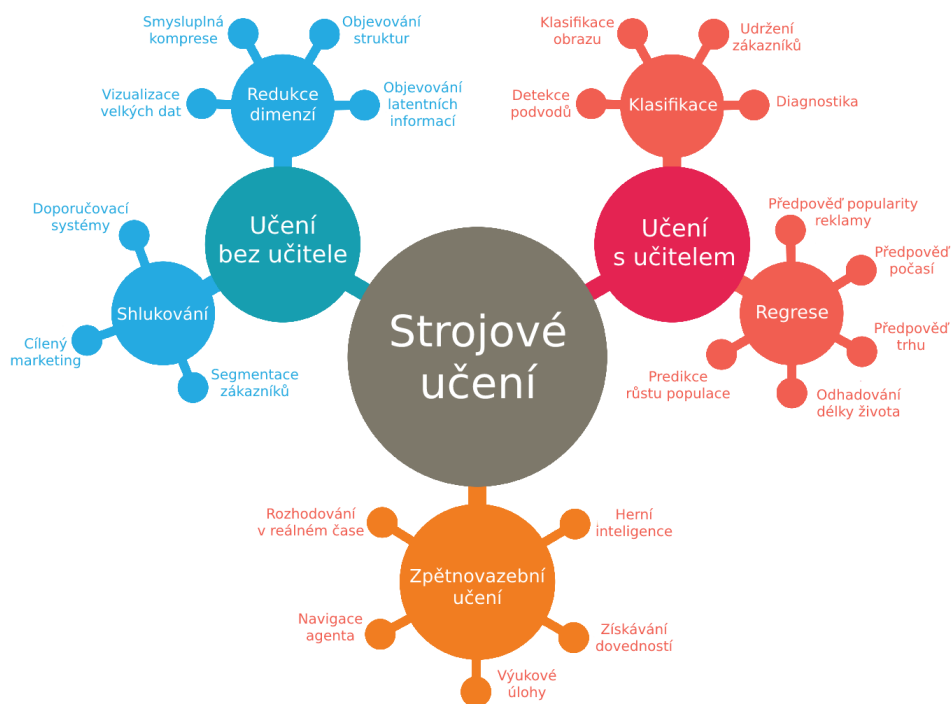 Strojové
učení
Učení
bez učitele
Redukce
dimenzí
Smysluplná
komprese
Objevování
struktur
Vizualizace
velkých dat
Objevování
latentních
informací
Shlukování
Doporučovací
systémy
Cílený
marketing
Segmentace
zákazníků
Učení
s učitelem
Klasifikace
Klasifikace
obrazu
Udržení
zákazníků
Detekce
podvodů
Diagnostika
Regrese
Předpověď popularity
reklamy
Předpověď
počasí
Předpověď
trhu
Predikce
růstu populace
Odhadování
délky života
Zpětnovazební
učení
Rozhodování
v reálném čase
Herní
inteligence
Navigace
agenta
Získávání
dovedností
Výukové
úlohy